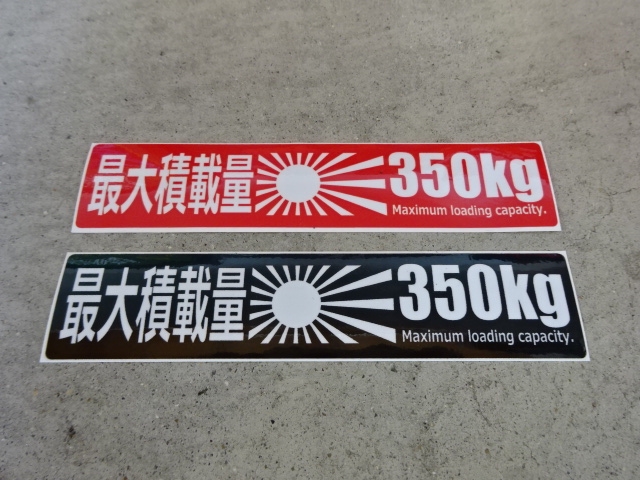 最大積載量 350kg
Maximum loading capacity.
最大積載量 350kg
Maximum loading capacity.